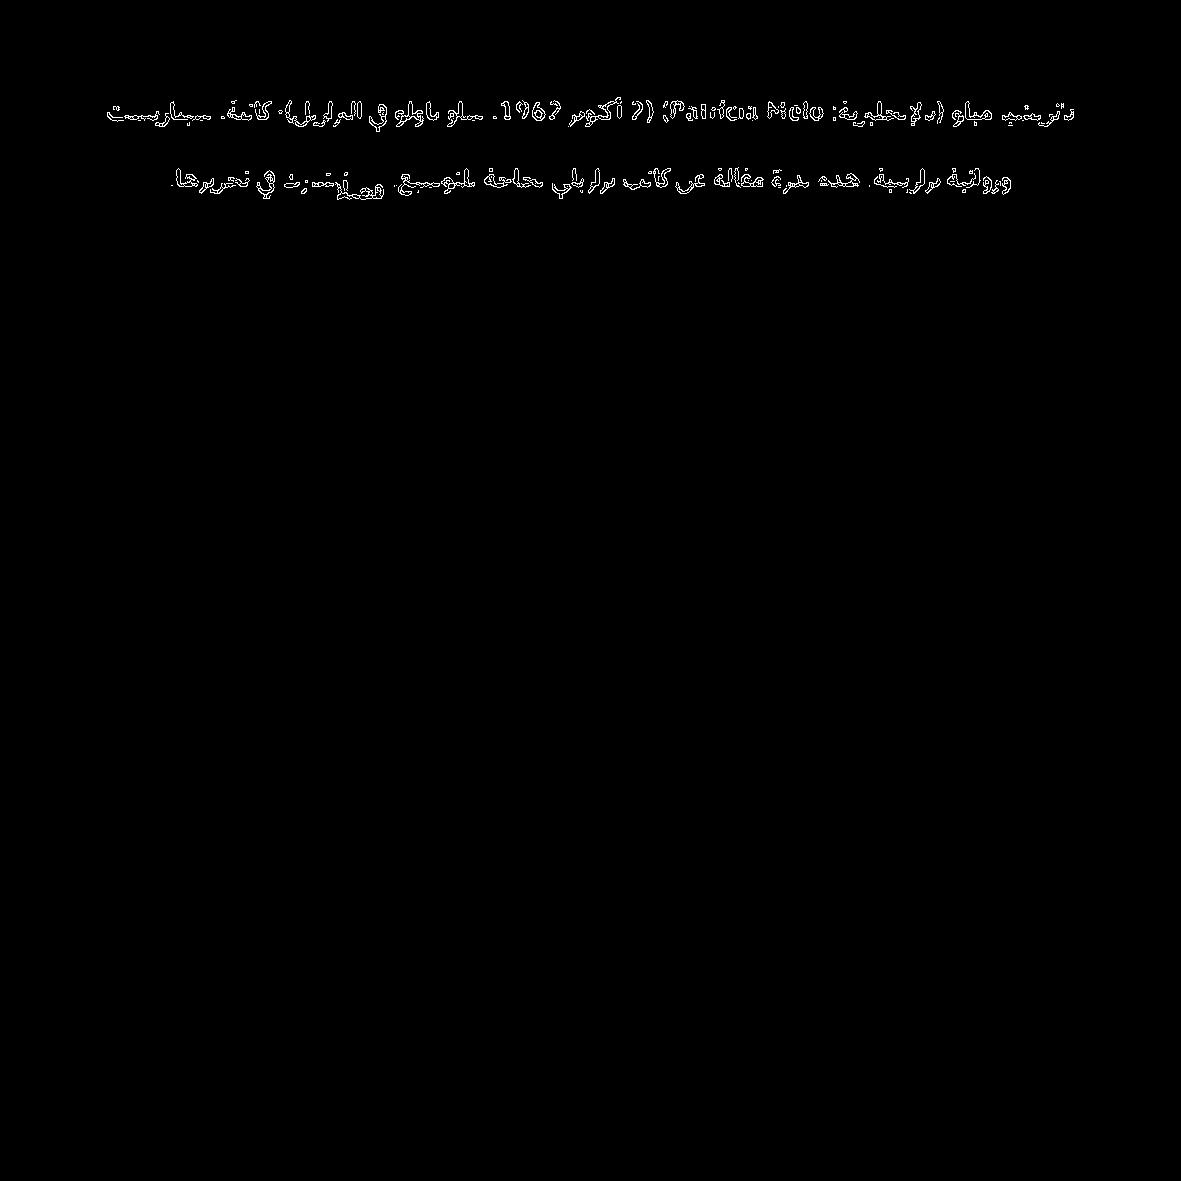 باتريشيا ميلو (بالإنجليزية: Patrícia Melo) (2 أكتوبر 1962، ساو باولو في البرازيل)؛ كاتبة، سيناريست
وروائية برازيلية. هذه بذرة مقالة عن كاتب برازيلي بحاجة للتوسيع. فضلًا شارك في تحريرها.